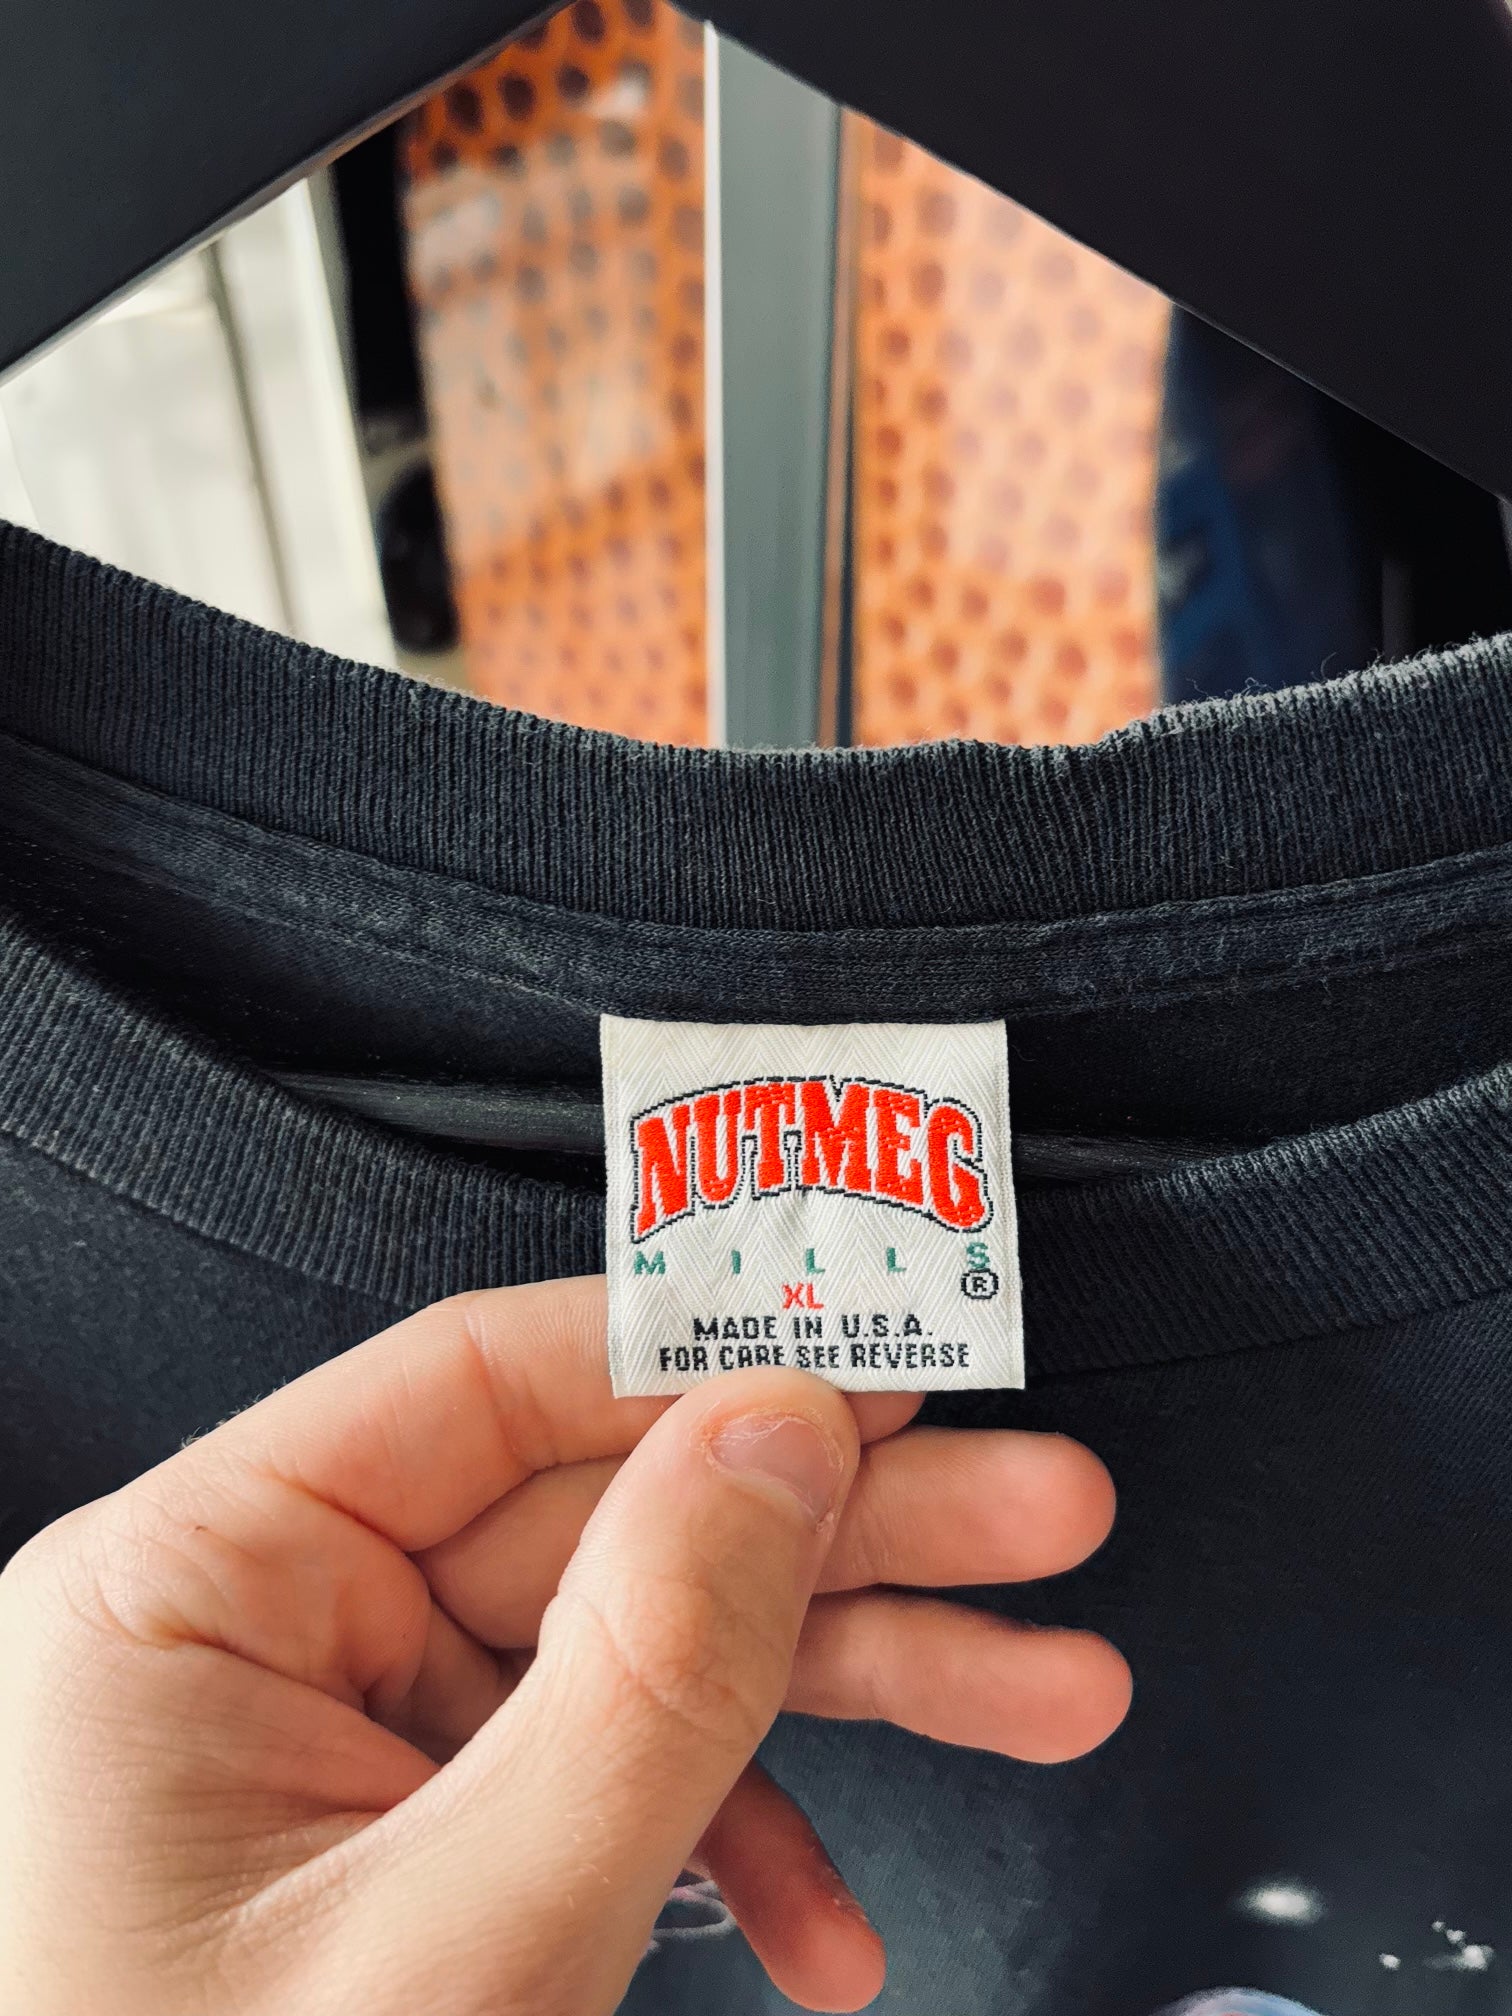 NUTMEG
MILLS
®
XL
MADE IN U.S.A.
FOR CARE SEE REVERSE